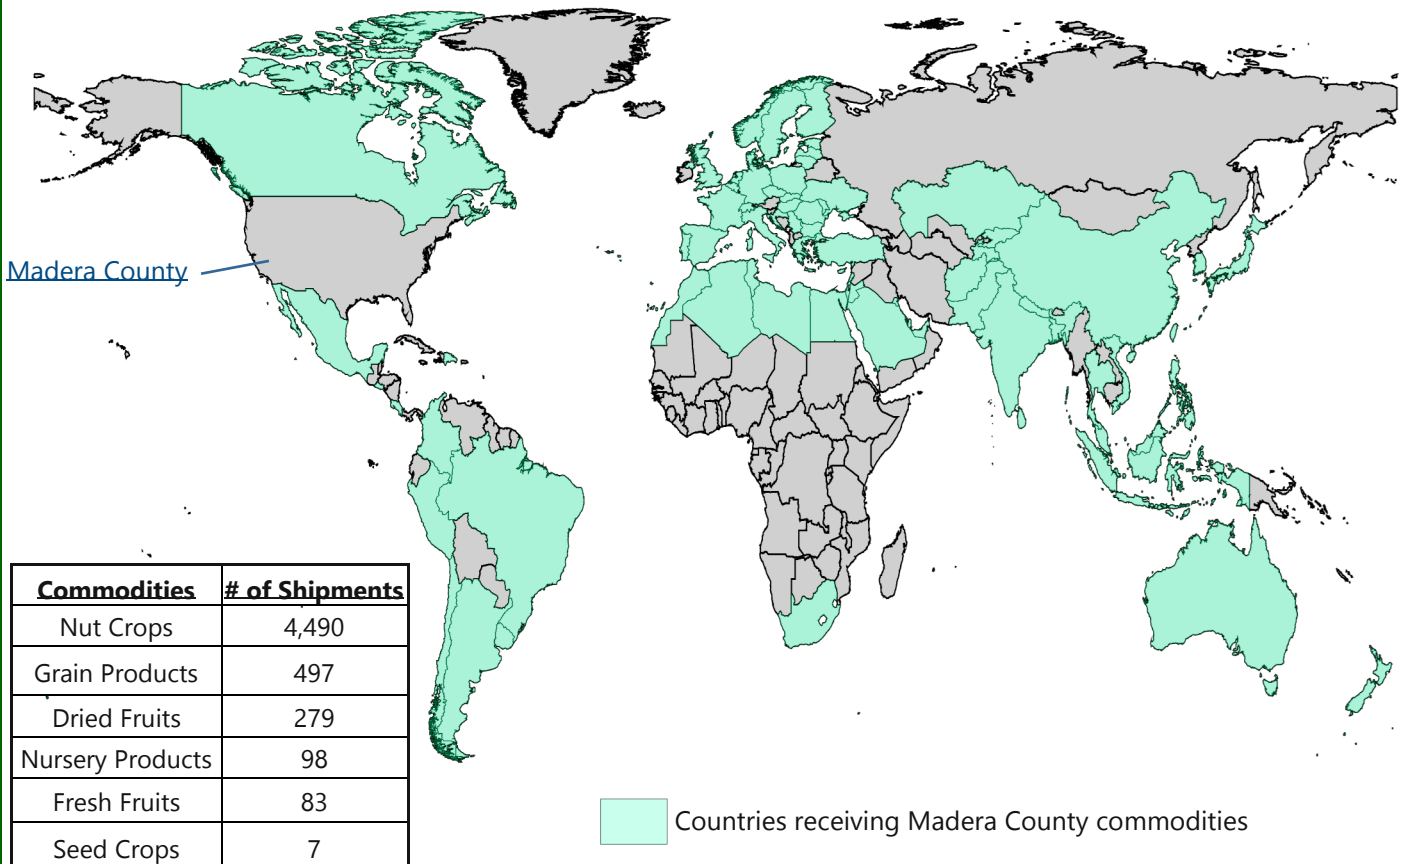 Madera County
Commodities # of Shipments
Nut Crops 4,490
Grain Products 497
Dried Fruits 279
Nursery Products 98
Fresh Fruits 83
Seed Crops 7
Countries receiving Madera County commodities